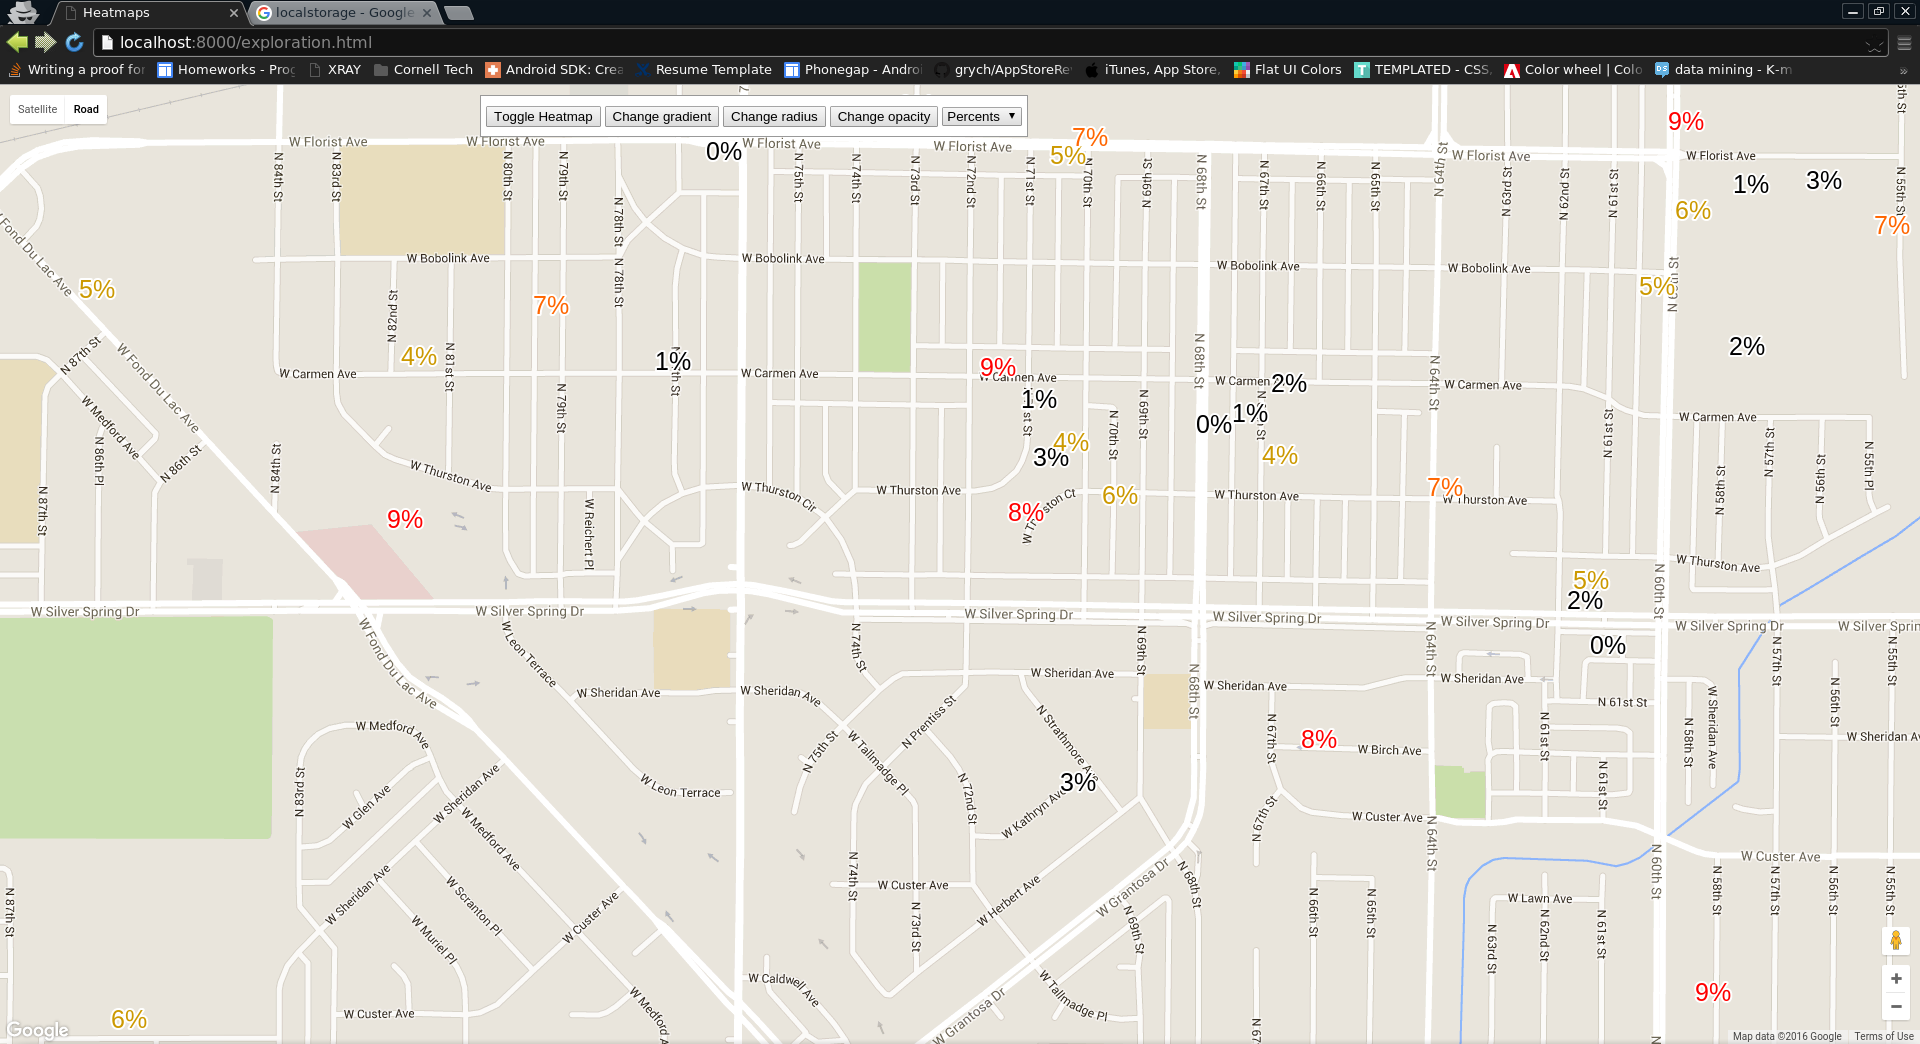 Heatmaps
localstorage - Google
localhost:8000/exploration.html
Writing a proof for
Homeworks - Prog
XRAY
Cornell Tech
Android SDK: Crea
Resume Template
Phonegap - Androi
grych/AppStoreRe
iTunes, App Store,
Flat UI Colors
TEMPLATED - CSS,
Color wheel | Colo
data mining - K-m
Satellite
Road
Toggle Heatmap
Change gradient
Change radius
Change opacity
Percents
W Florist Ave
W Florist Ave
W Florist Ave
W Florist Ave
W Florist Ave
W Florist Ave
0%
7%
5%
9%
1%
3%
6%
7%
N 84th St
N 83rd St
N 80th St
N 79th St
N 78th St
N 75th St
N 74th St
N 73rd St
N 72nd St
N 71st St
N 70th St
N 69th St
N 68th St
N 67th St
N 66th St
N 65th St
N 64th St
N 63rd St
N 62nd St
N 61st St
N 55th St
W Fond Du Lac Ave
W Bobolink Ave
W Bobolink Ave
W Bobolink Ave
W Bobolink Ave
5%
7%
5%
N 78th St
N 82nd St
N 81st St
N 87th St
W Fond Du Lac Ave
4%
1%
9%
2%
2%
W Carmen Ave
W Carmen Ave
W Carmen Ave
W Carmen
W Carmen Ave
W Carmen Ave
N 68th St
N 64th St
1%
0%
1%
4%
3%
4%
W Medford Ave
N 86th Pl
N 86th St
N 84th St
N 79th St
N 70th St
N 69th St
N 61st St
N 58th St
N 57th St
N 56th St
N 55th Pl
W Thurston Ave
W Thurston Cir
W Thurston Ave
W Thurston Ave
W Thurston Ave
7%
6%
8%
9%
N 87th St
W Reichert Pl
W Thurston Ave
N 60th St
5%
2%
0%
W Silver Spring Dr
W Silver Spring Dr
W Silver Spring Dr
W Silver Spring Dr
W Silver Spring Dr
W Silver Spring Dr
W Silver Sprin
W Fond Du Lac Ave
W Leon Terrace
N 74th St
N 69th St
N 68th St
N 64th St
N 57th St
N 55th St
W Sheridan Ave
W Sheridan Ave
W Sheridan Ave
W Sheridan Ave
W Sheridan Ave
N 61st St
W Medford Ave
N 75th St
W Tallmadge Pl
N Prentiss St
N Strathmore Ave
N 67th St
8%
W Birch Ave
N 61st St
N 58th St
W Sheridan Ave
N 56th St
W Sheridan Av
N 83rd St
W Glen Ave
W Sheridan Ave
W Leon Terrace
3%
N 72nd St
W Kathryn Ave
N 67th St
W Custer Ave
N 61st St
W Medford Ave
N 64th St
N 60th St
W Custer Ave
N 87th St
W Sheridan Ave
W Scranton Pl
W Custer Ave
W Muriel Pl
N 74th St
W Custer Ave
N 73rd St
W Herbert Ave
W Grantosa Dr
N 68th St
N 69th St
N 66th St
N 65th St
W Lawn Ave
N 63rd St
N 62nd St
N 61st St
N 58th St
N 57th St
N 56th St
N 55th St
W Caldwell Ave
W Medford A
W Custer Ave
W Tallmadge Pl
W Grantosa Dr
N 67
9%
6%
Google
Map data ©2016 Google
Terms of Use